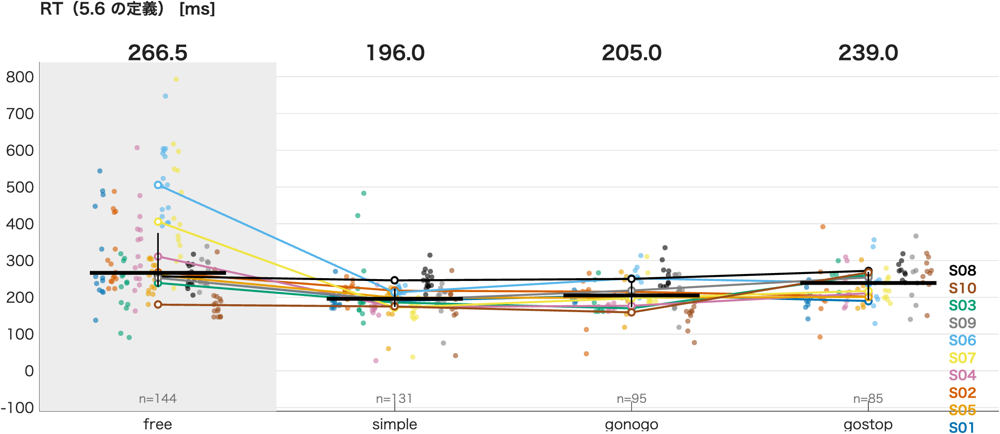 RT（5.6 の定義） [ms]
266.5 196.0 205.0 239.0
800
700
600
500
400
300
200
100
0
-100
n=144 n=131 n=95 n=85
free simple gonogo gostop
S08
S10
S03
S09
S06
S07
S04
S02
S05
S01